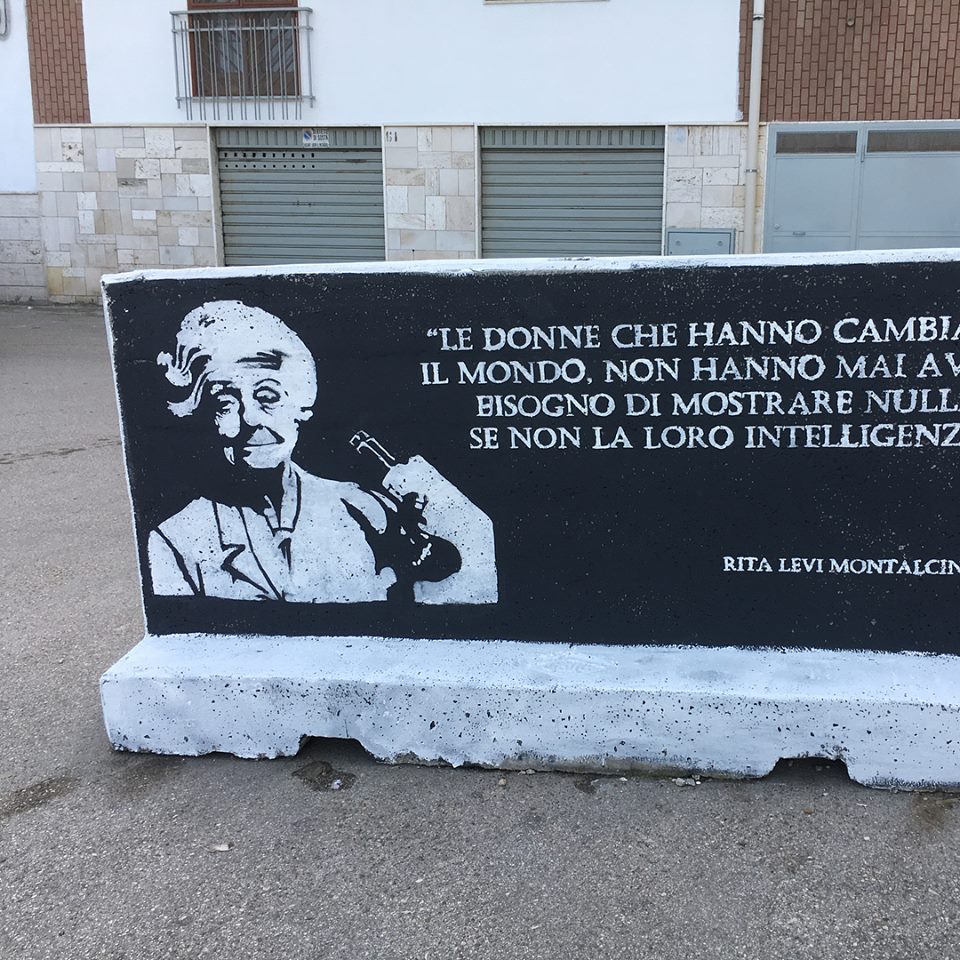 “LE DONNE CHE HANNO CAMBIA
IL MONDO, NON HANNO MAI AV
BISOGNO DI MOSTRARE NULL
SE NON LA LORO INTELLIGENZ
RITA LEVI MONTALCIN